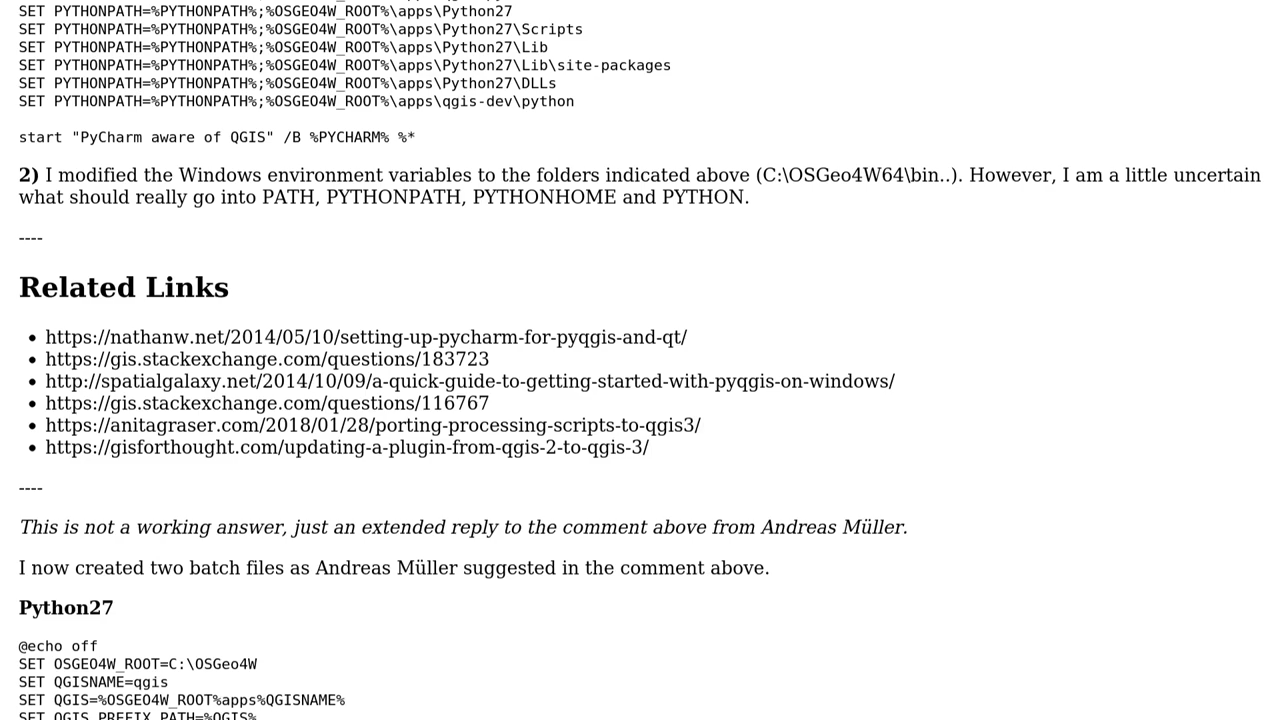 SET PYTHONPATH=%PYTHONPATH%;%OSGEO4W_ROOT%\apps\Python27
SET PYTHONPATH=%PYTHONPATH%;%OSGEO4W_ROOT%\apps\Python27\Scripts
SET PYTHONPATH=%PYTHONPATH%;%OSGEO4W_ROOT%\apps\Python27\Lib
SET PYTHONPATH=%PYTHONPATH%;%OSGEO4W_ROOT%\apps\Python27\Lib\site-packages
SET PYTHONPATH=%PYTHONPATH%;%OSGEO4W_ROOT%\apps\Python27\DLLs
SET PYTHONPATH=%PYTHONPATH%;%OSGEO4W_ROOT%\apps\qgis-dev\python
start "PyCharm aware of QGIS" /B %PYCHARM% %*
2) I modified the Windows environment variables to the folders indicated above (C:\OSGeo4W64\bin..). However, I am a little uncertain
what should really go into PATH, PYTHONPATH, PYTHONHOME and PYTHON.
----
Related Links
• https://nathanw.net/2014/05/10/setting-up-pycharm-for-pyqgis-and-qt/
• https://gis.stackexchange.com/questions/183723
• http://spatialgalaxy.net/2014/10/09/a-quick-guide-to-getting-started-with-pyqgis-on-windows/
• https://gis.stackexchange.com/questions/116767
• https://anitagraser.com/2018/01/28/porting-processing-scripts-to-qgis3/
• https://gisforthought.com/updating-a-plugin-from-qgis-2-to-qgis-3/
----
This is not a working answer, just an extended reply to the comment above from Andreas Müller.
I now created two batch files as Andreas Müller suggested in the comment above.
Python27
@echo off
SET OSGEO4W_ROOT=C:\OSGeo4W
SET QGISNAME=qgis
SET QGIS=%OSGEO4W_ROOT%apps%QGISNAME%
SET QGIS_PREFIX_PATH=%QGIS%